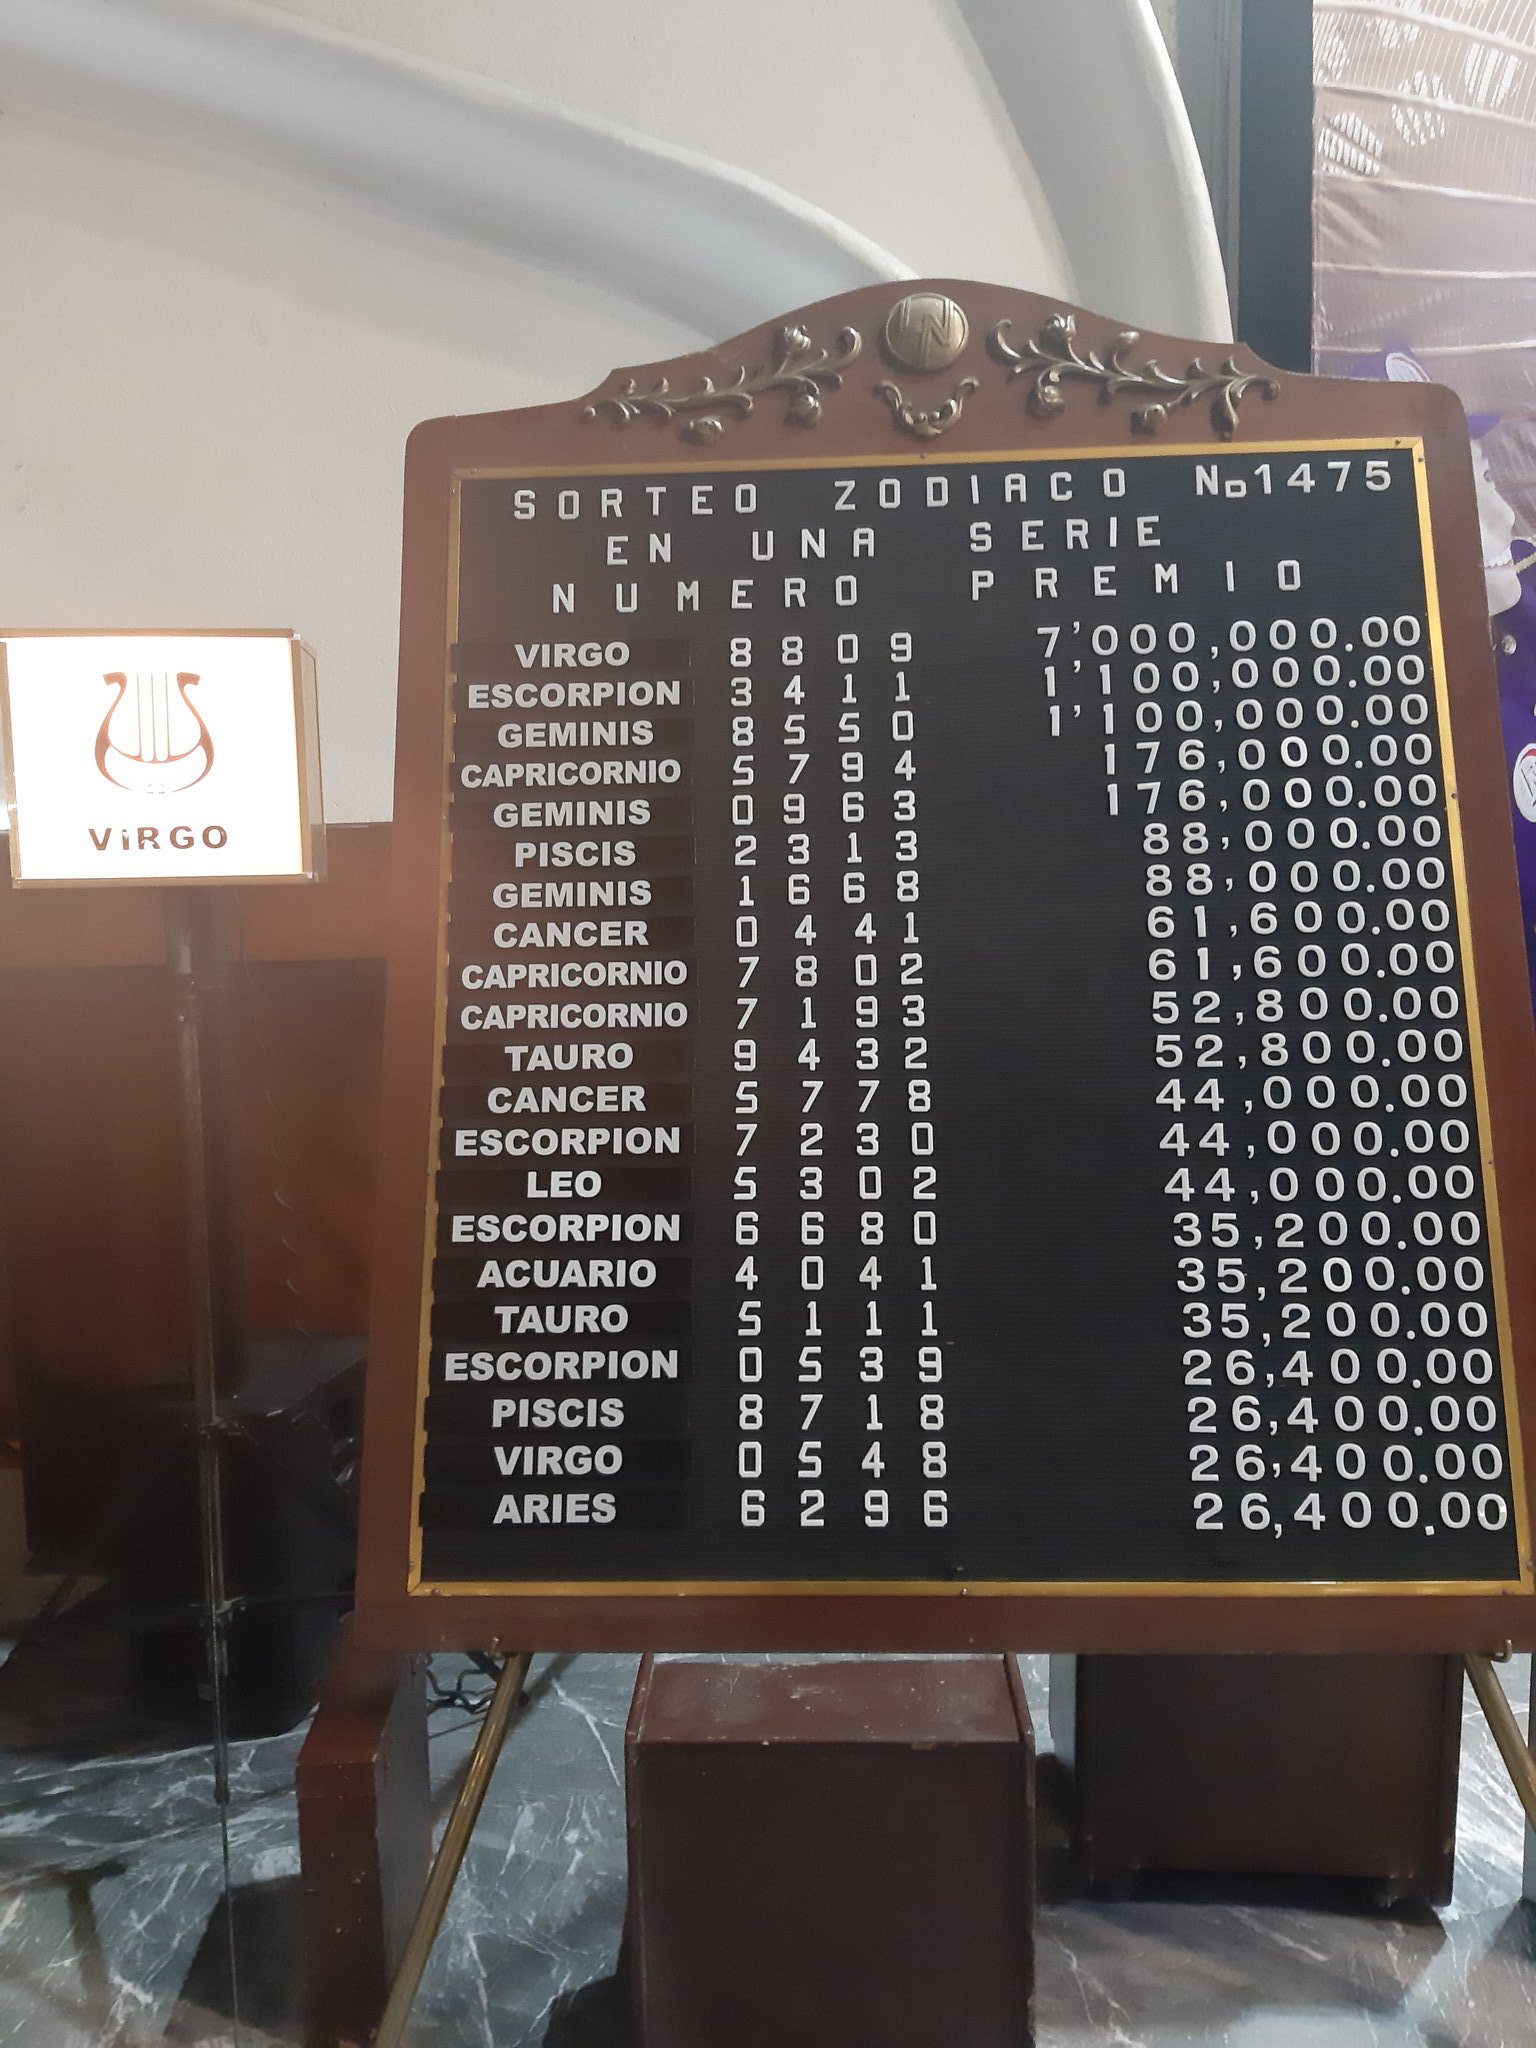 LN
SORTEO ZODIACO No1475
EN UNA SERIE
NUMERO PREMIO
VIRGO 8809 7'000,000.00
ESCORPION 3411 1'100,000.00
GEMINIS 8550 1'100,000.00
CAPRICORNIO 5794 176,000.00
GEMINIS 0963 176,000.00
PISCIS 2313 88,000.00
GEMINIS 1668 88,000.00
CANCER 0441 61,600.00
CAPRICORNIO 7802 61,600.00
CAPRICORNIO 7193 52,800.00
TAURO 9432 52,800.00
CANCER 5778 44,000.00
ESCORPION 7230 44,000.00
LEO 5302 44,000.00
ESCORPION 6680 35,200.00
ACUARIO 4041 35,200.00
TAURO 5111 35,200.00
ESCORPION 0539 26,400.00
PISCIS 8718 26,400.00
VIRGO 0548 26,400.00
ARIES 6296 26,400.00
VIRGO